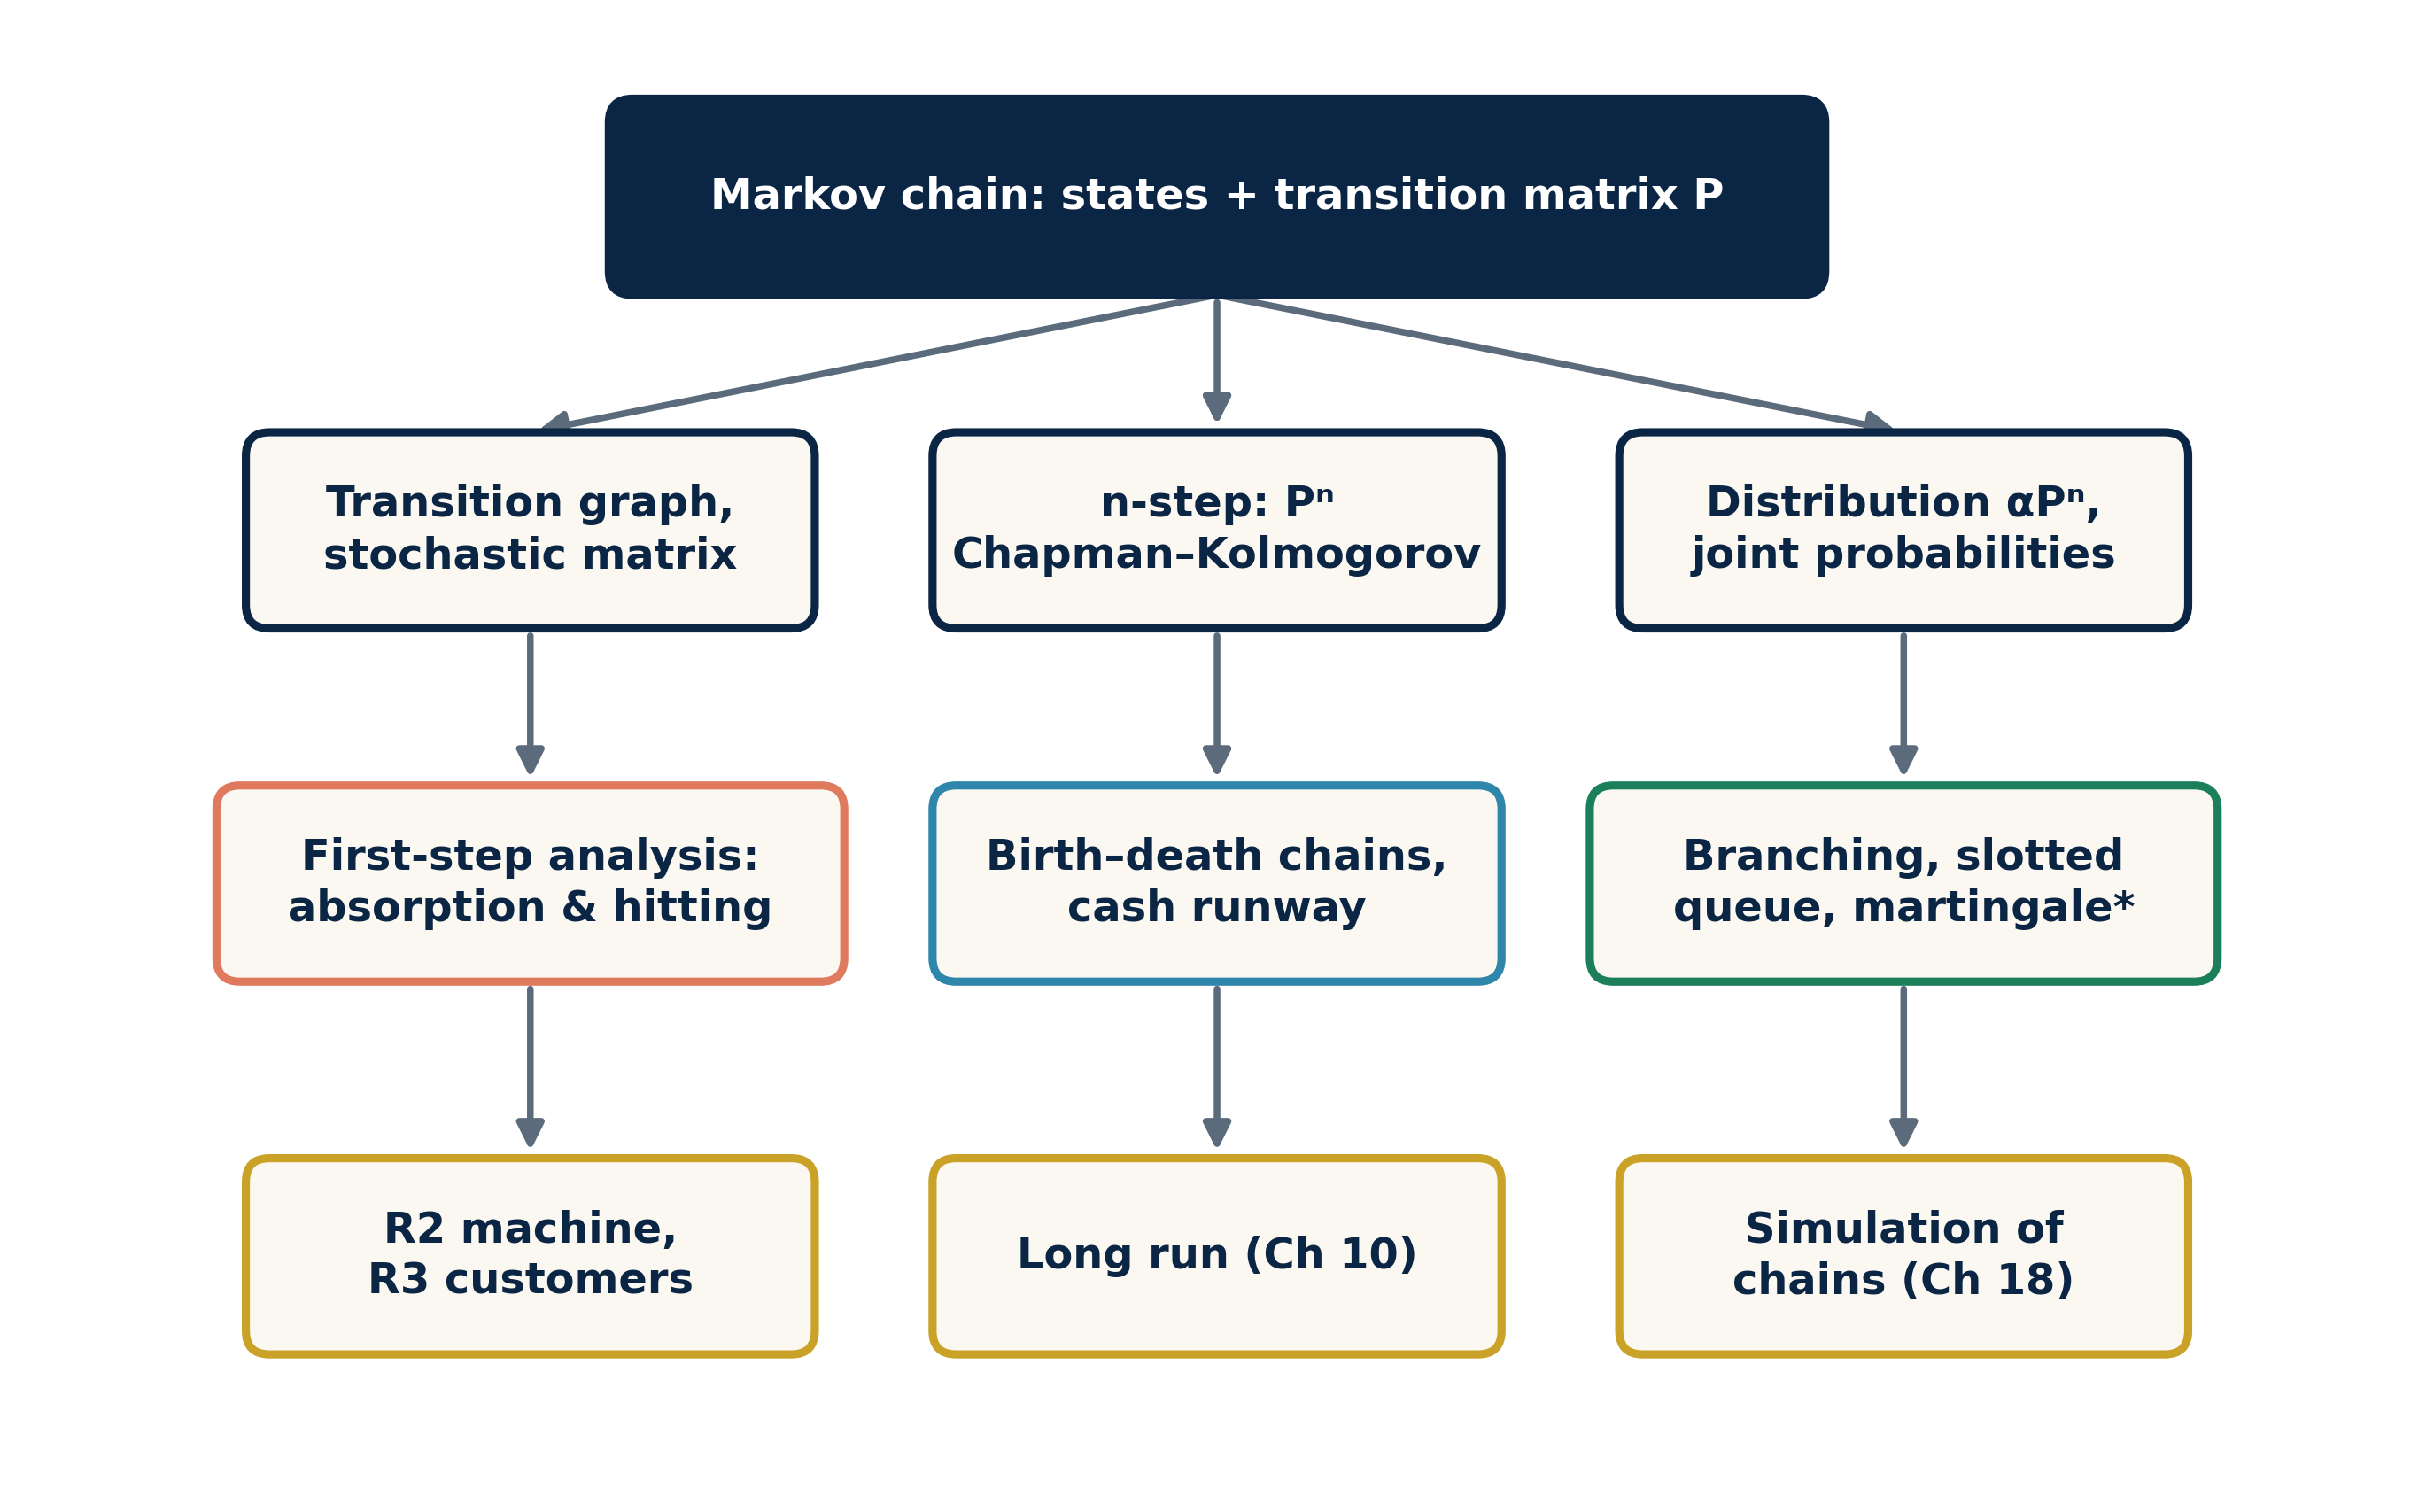 Markov chain: states + transition matrix P
Transition graph,
stochastic matrix
n-step: Pⁿ
Chapman–Kolmogorov
Distribution αPⁿ,
joint probabilities
First-step analysis:
absorption & hitting
Birth–death chains,
cash runway
Branching, slotted
queue, martingale*
R2 machine,
R3 customers
Long run (Ch 10)
Simulation of
chains (Ch 18)